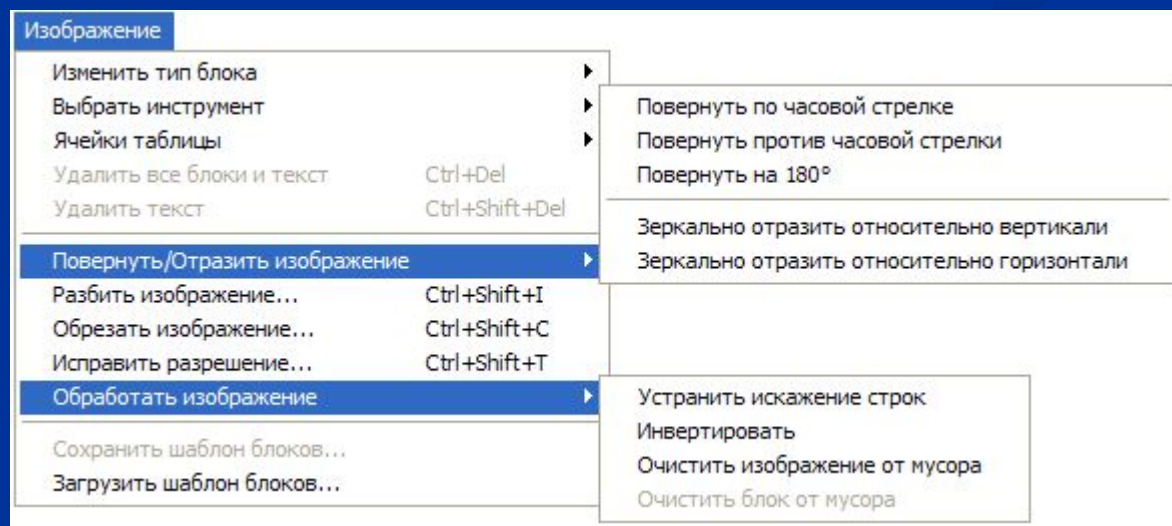 Изображение
Изменить тип блока
Выбрать инструмент
Ячейки таблицы
Удалить все блоки и текст Ctrl+Del
Удалить текст Ctrl+Shift+Del
Повернуть/Отразить изображение
Разбить изображение... Ctrl+Shift+I
Обрезать изображение... Ctrl+Shift+C
Исправить разрешение... Ctrl+Shift+T
Обработать изображение
Сохранить шаблон блоков...
Загрузить шаблон блоков...
Повернуть по часовой стрелке
Повернуть против часовой стрелки
Повернуть на 180°
Зеркально отразить относительно вертикали
Зеркально отразить относительно горизонтали
Устранить искажение строк
Инвертировать
Очистить изображение от мусора
Очистить блок от мусора